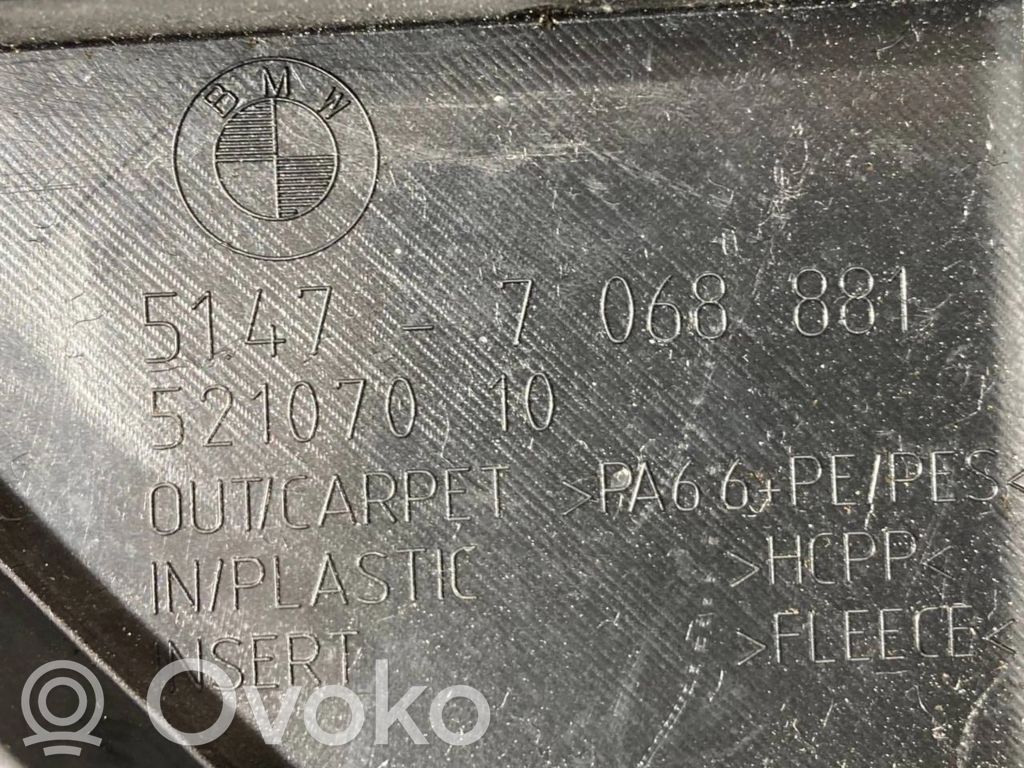 BMW
5147 - 7 068 881
521070 10
OUT/CARPET >PA66+PE/PES<
IN/PLASTIC >HCPP<
INSERT >FLEECE<
Ovoko